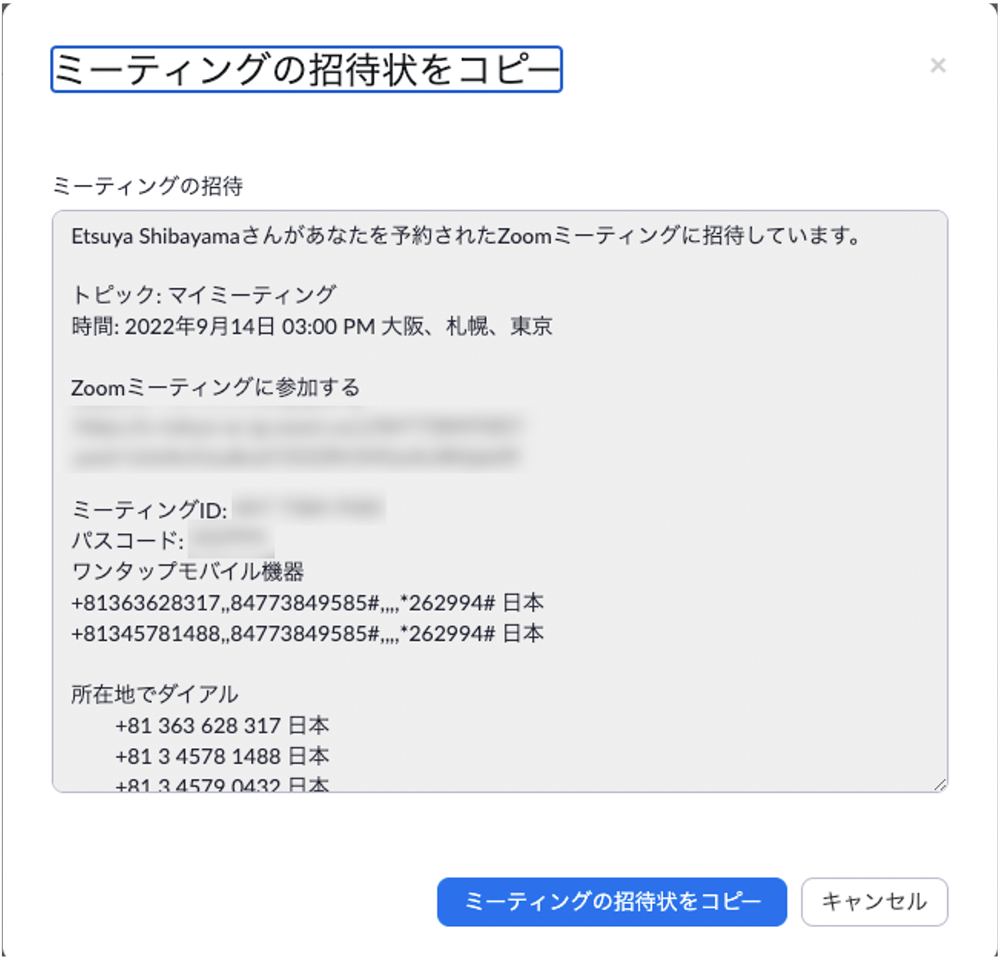 ミーティングの招待状をコピー
×
ミーティングの招待
Etsuya Shibayamaさんがあなたを予約されたZoomミーティングに招待しています。
トピック: マイミーティング
時間: 2022年9月14日 03:00 PM 大阪、札幌、東京
Zoomミーティングに参加する
ミーティングID:
パスコード:
ワンタップモバイル機器
+81363628317,,84773849585#,,,,*262994# 日本
+81345781488,,84773849585#,,,,*262994# 日本
所在地でダイアル
+81 363 628 317 日本
+81 3 4578 1488 日本
+81 3 4579 0432 日本
ミーティングの招待状をコピー
キャンセル